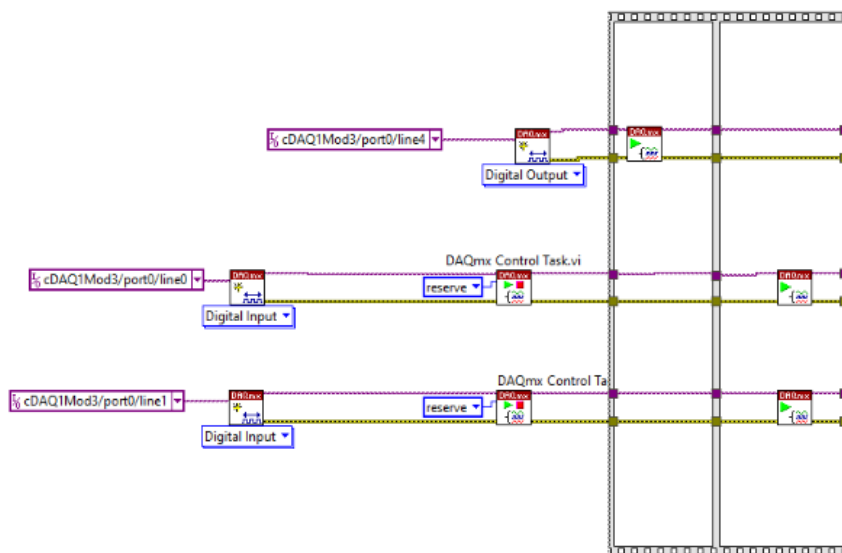 I/O cDAQ1Mod3/port0/line4
DAQmx
Digital Output
DAQmx Control Task.vi
I/O cDAQ1Mod3/port0/line0
DAQmx
reserve
DAQmx
DAQmx
Digital Input
DAQmx Control Ta
I/O cDAQ1Mod3/port0/line1
DAQmx
reserve
DAQmx
DAQmx
Digital Input
DAQmx